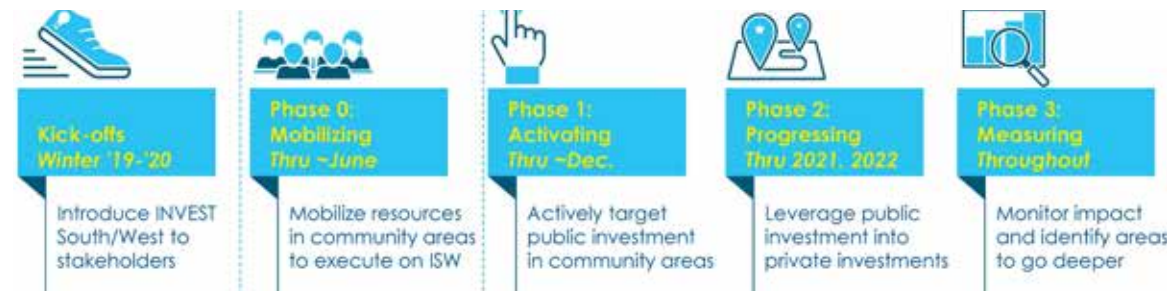 Kick-offs
Winter '19-'20
Introduce INVEST
South/West to
stakeholders
Phase 0:
Mobilizing
Thru ~June
Mobilize resources
in community areas
to execute on ISW
Phase 1:
Activating
Thru ~Dec.
Actively target
public investment
in community areas
Phase 2:
Progressing
Thru 2021, 2022
Leverage public
investment into
private investments
Phase 3:
Measuring
Throughout
Monitor impact
and identify areas
to go deeper